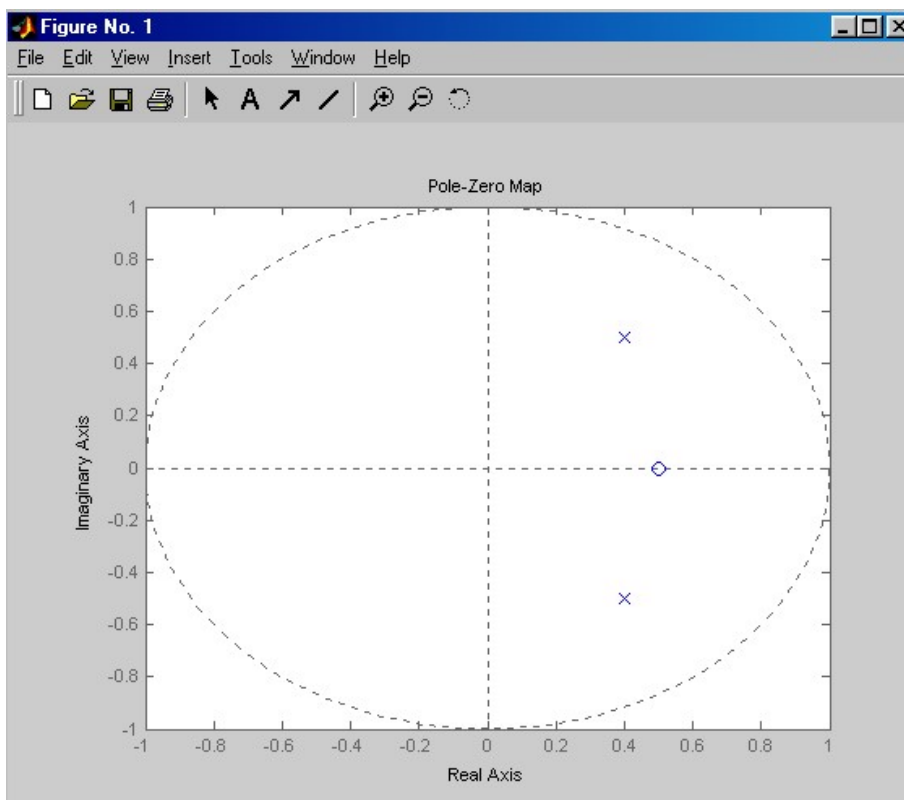 Figure No. 1
File Edit View Insert Tools Window Help
A
Pole-Zero Map
1
0.8
0.6
0.4
0.2
0
-0.2
-0.4
-0.6
-0.8
-1
Imaginary Axis
-1 -0.8 -0.6 -0.4 -0.2 0 0.2 0.4 0.6 0.8 1
Real Axis